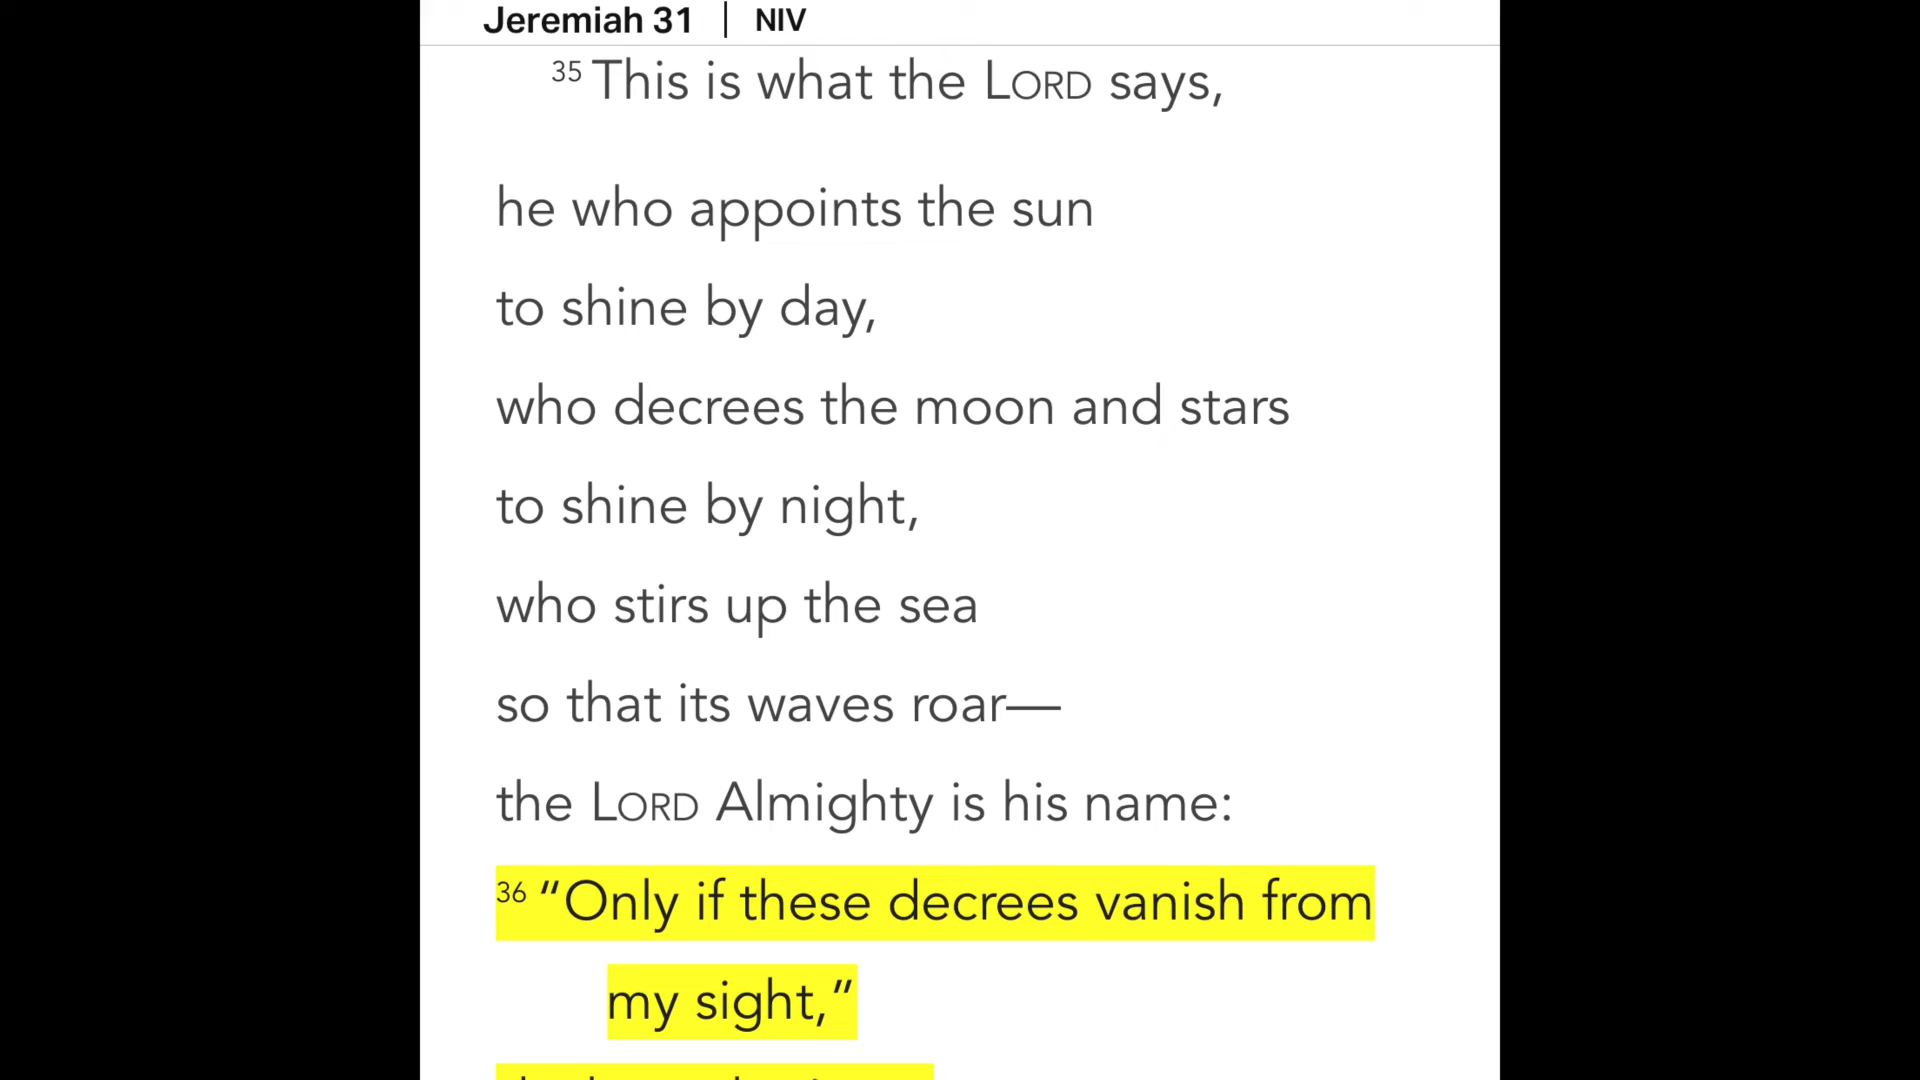 Jeremiah 31 | NIV
35 This is what the LORD says,
he who appoints the sun
to shine by day,
who decrees the moon and stars
to shine by night,
who stirs up the sea
so that its waves roar—
the LORD Almighty is his name:
36 “Only if these decrees vanish from
my sight,”